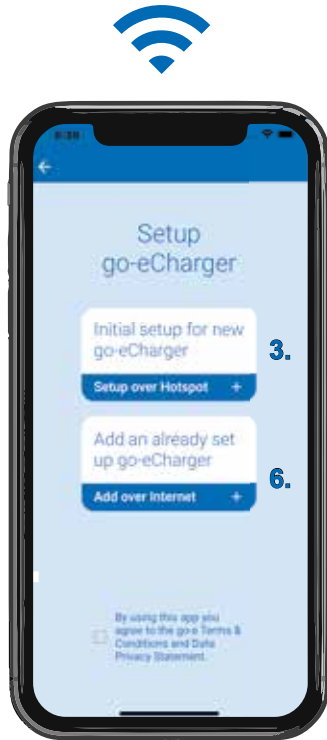 8:38
Setup
go-eCharger
Initial setup for new
go-eCharger
3.
Setup over Hotspot +
Add an already set
up go-eCharger
6.
Add over Internet +
By using this app you
agree to the go-e Terms &
Conditions and Data
Privacy Statement.